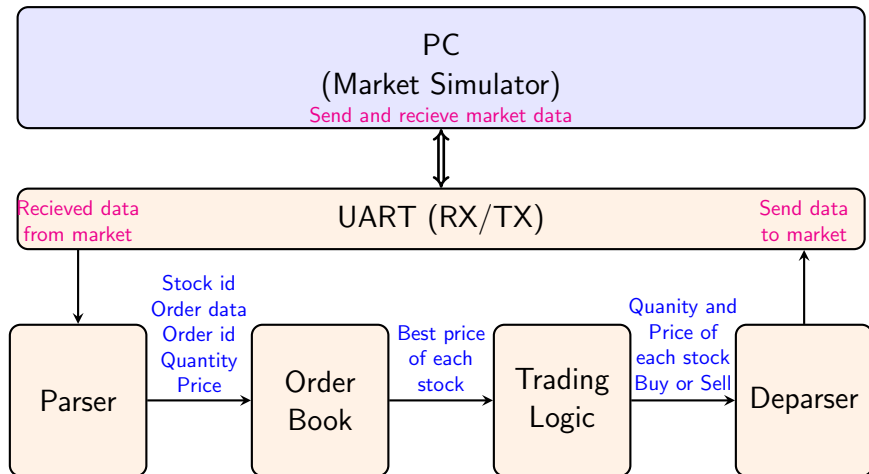 PC
(Market Simulator)
Send and recieve market data
Recieved data
from market
UART (RX/TX)
Send data
to market
Stock id
Order data
Order id
Quantity
Price
Best price
of each
stock
Quanity and
Price of
each stock
Buy or Sell
Parser
Order
Book
Trading
Logic
Deparser